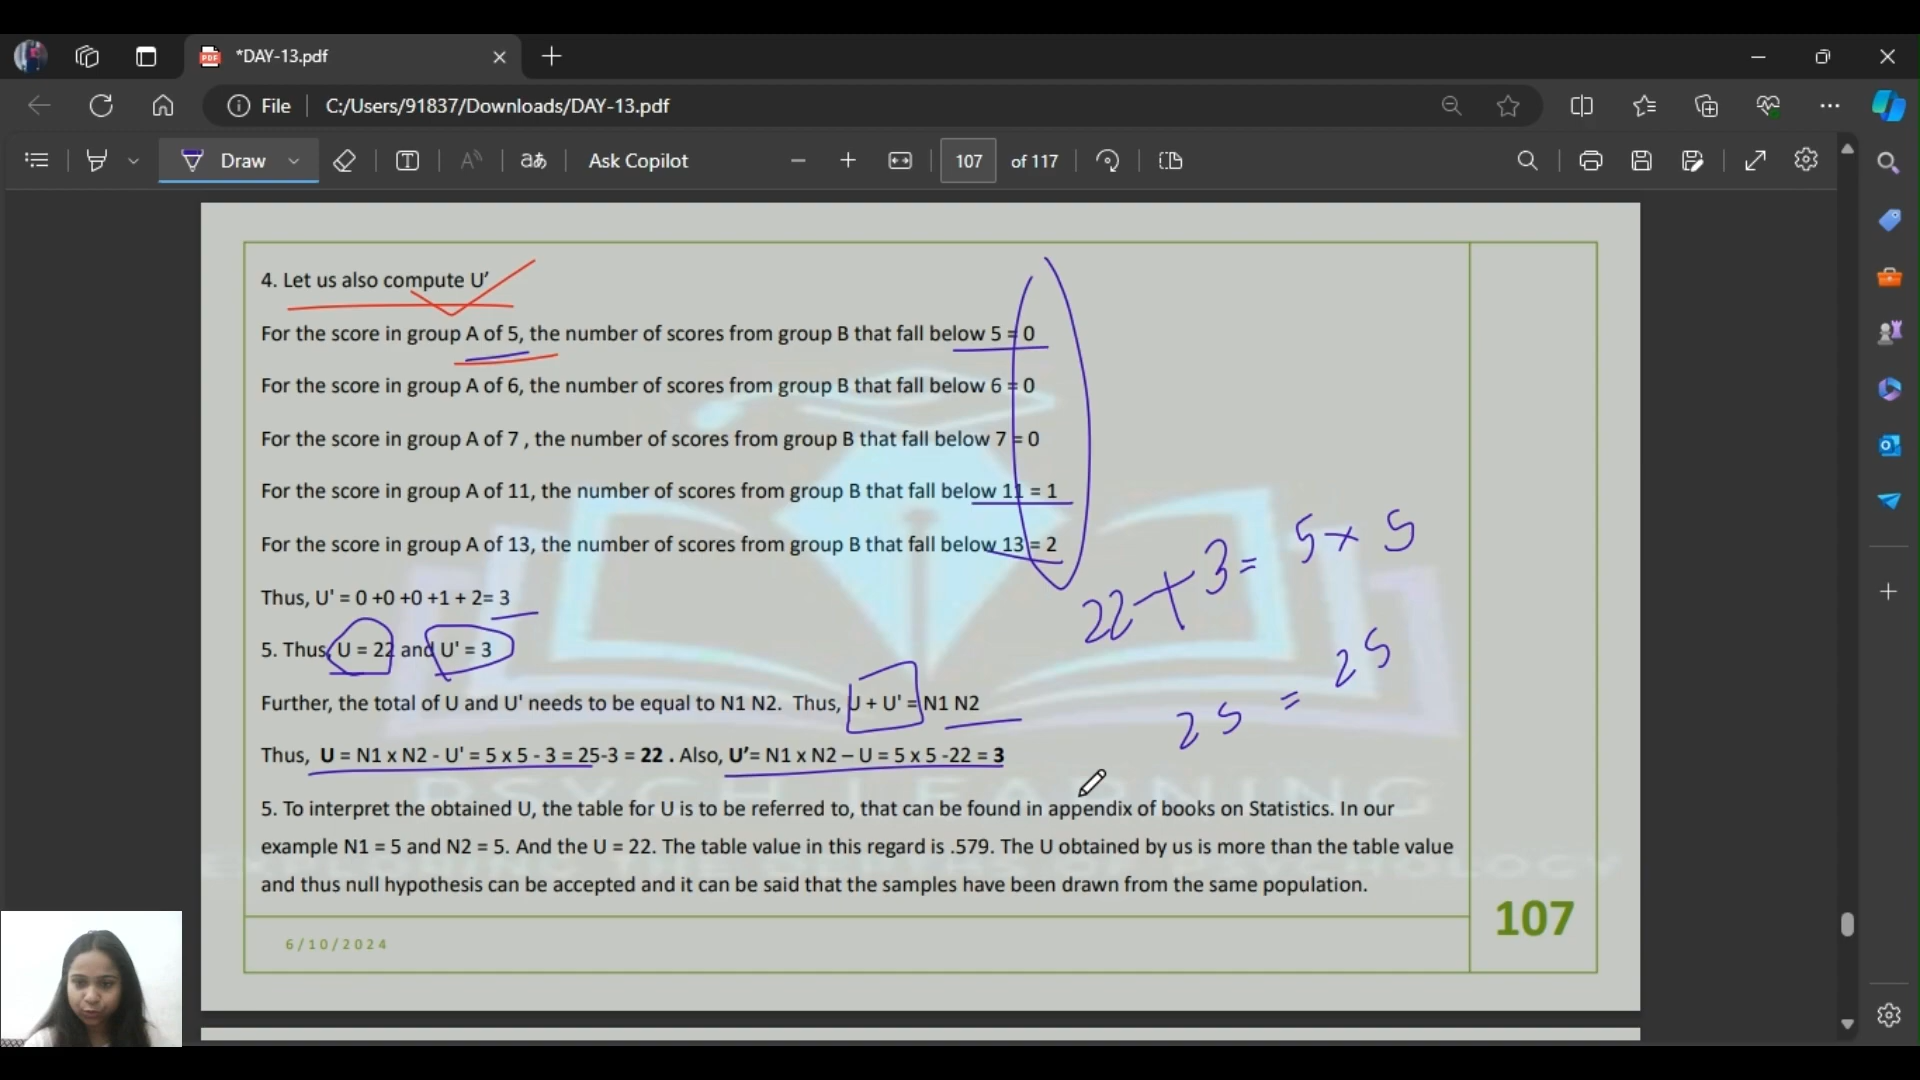 *DAY-13.pdf
File C:/Users/91837/Downloads/DAY-13.pdf
Draw Ask Copilot 107 of 117
4. Let us also compute U’
For the score in group A of 5, the number of scores from group B that fall below 5 = 0
For the score in group A of 6, the number of scores from group B that fall below 6 = 0
For the score in group A of 7 , the number of scores from group B that fall below 7 = 0
For the score in group A of 11, the number of scores from group B that fall below 11 = 1
For the score in group A of 13, the number of scores from group B that fall below 13 = 2
22 + 3 = 5 x 5
Thus, U' = 0 +0 +0 +1 + 2= 3
5. Thus, U = 22 and U' = 3
25 = 25
Further, the total of U and U' needs to be equal to N1 N2. Thus, U + U' = N1 N2
Thus, U = N1 x N2 - U' = 5 x 5 - 3 = 25-3 = 22 . Also, U’= N1 x N2 – U = 5 x 5 -22 = 3
PSYCH LEARNING
5. To interpret the obtained U, the table for U is to be referred to, that can be found in appendix of books on Statistics. In our
example N1 = 5 and N2 = 5. And the U = 22. The table value in this regard is .579. The U obtained by us is more than the table value
EXPLORING THE DEPTHS OF PSYCHOLOGY
and thus null hypothesis can be accepted and it can be said that the samples have been drawn from the same population.
6/10/2024
107